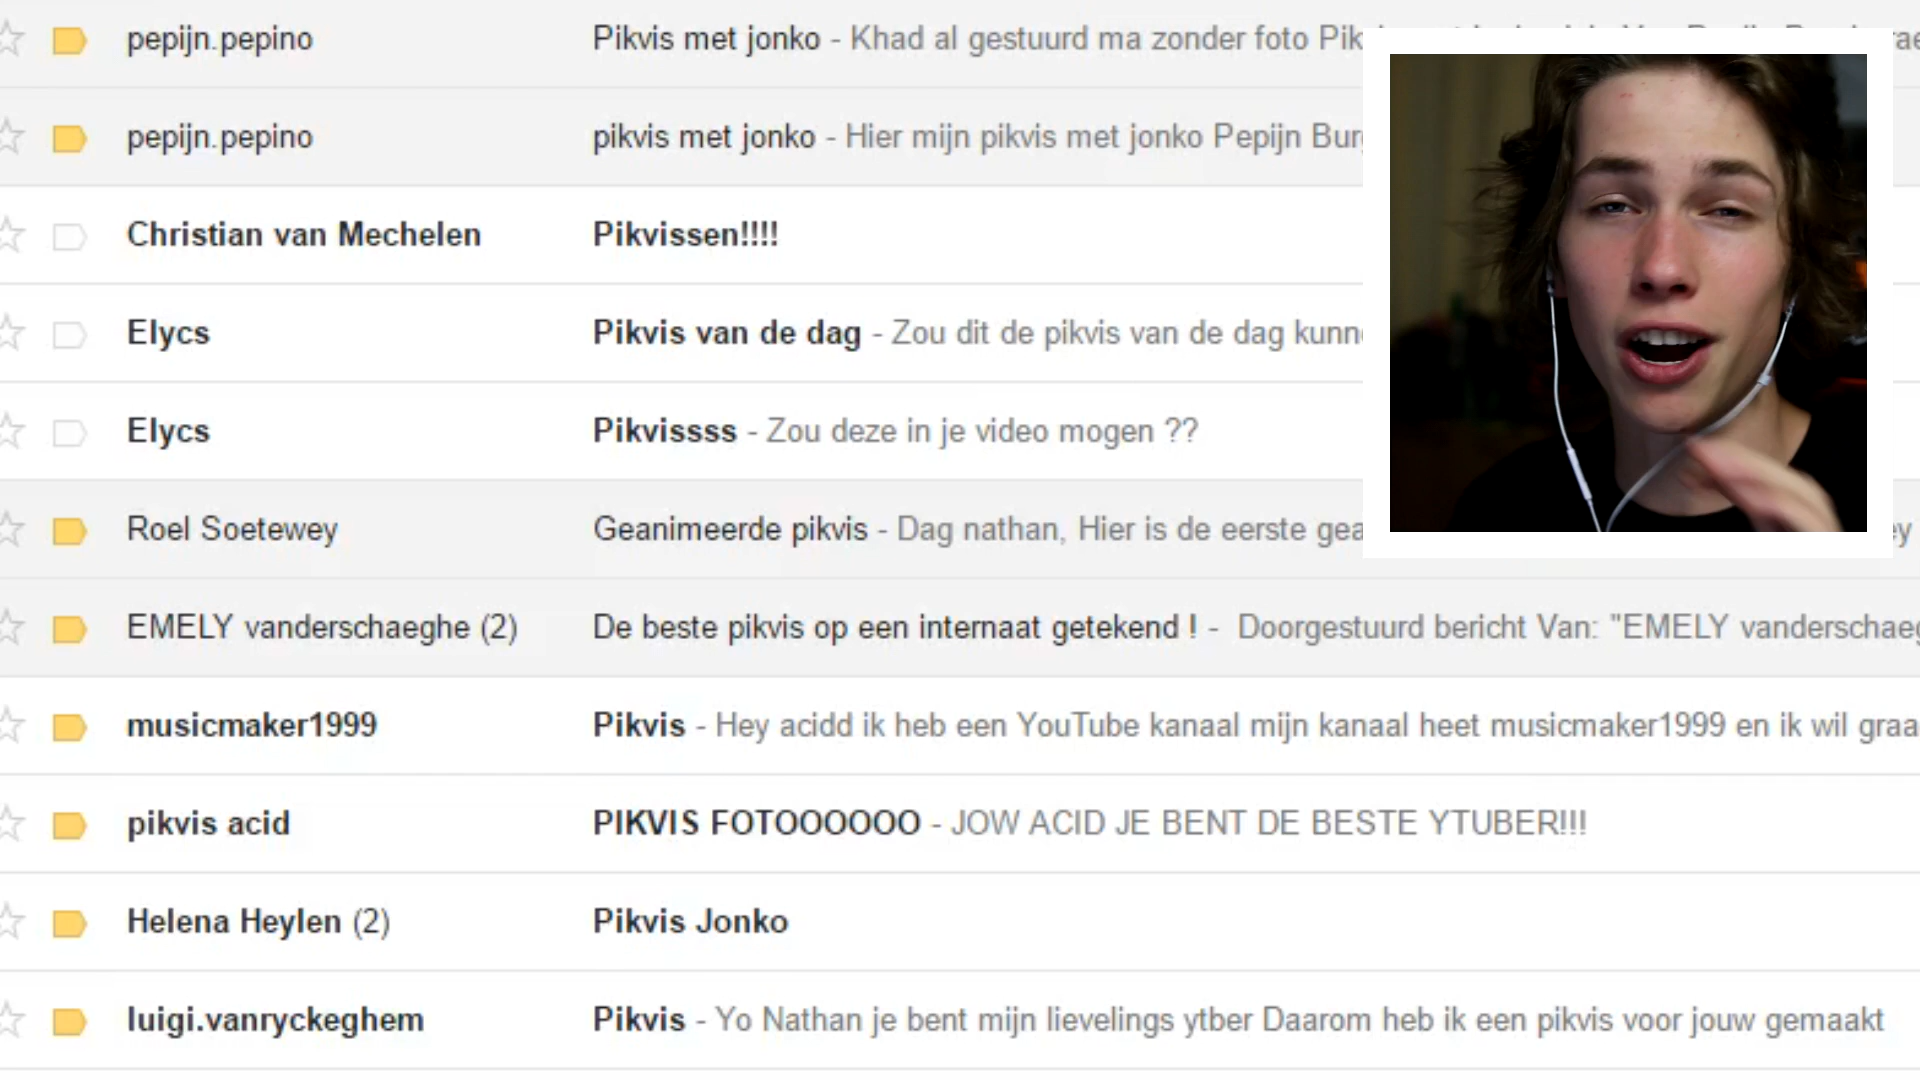 pepijn.pepino Pikvis met jonko - Khad al gestuurd ma zonder foto
pepijn.pepino pikvis met jonko - Hier mijn pikvis met jonko Pepijn
Christian van Mechelen Pikvissen!!!!
Elycs Pikvis van de dag - Zou dit de pikvis van de dag
Elycs Pikvissss - Zou deze in je video mogen ??
Roel Soetewey Geanimeerde pikvis - Dag nathan, Hier is de eerste
EMELY vanderschaeghe (2) De beste pikvis op een internaat getekend ! - Doorgestuurd bericht Van: "EMELY
musicmaker1999 Pikvis - Hey acidd ik heb een YouTube kanaal mijn kanaal heet musicmaker1999 en ik wil
pikvis acid PIKVIS FOTOOOOOO - JOW ACID JE BENT DE BESTE YTUBER!!!
Helena Heylen (2) Pikvis Jonko
luigi.vanryckeghem Pikvis - Yo Nathan je bent mijn lievelings ytber Daarom heb ik een pikvis voor jouw gemaakt